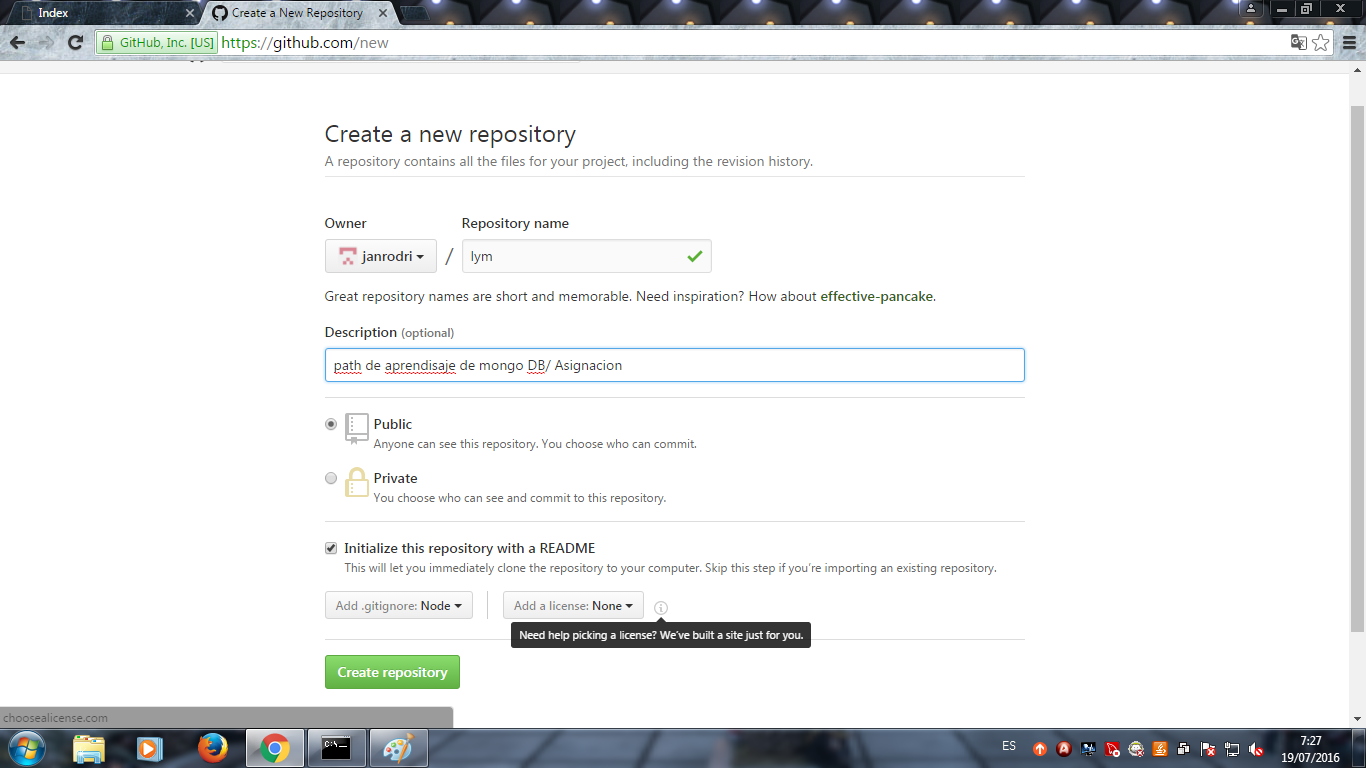 Index
Create a New Repository
GitHub, Inc. [US] https://github.com/new
Create a new repository
A repository contains all the files for your project, including the revision history.
Owner Repository name
janrodri / lym
Great repository names are short and memorable. Need inspiration? How about effective-pancake.
Description (optional)
path de aprendisaje de mongo DB/ Asignacion
Public
Anyone can see this repository. You choose who can commit.
Private
You choose who can see and commit to this repository.
Initialize this repository with a README
This will let you immediately clone the repository to your computer. Skip this step if you're importing an existing repository.
Add .gitignore: Node Add a license: None
Need help picking a license? We've built a site just for you.
Create repository
choosealicense.com
C:\_
ES
7:27
19/07/2016